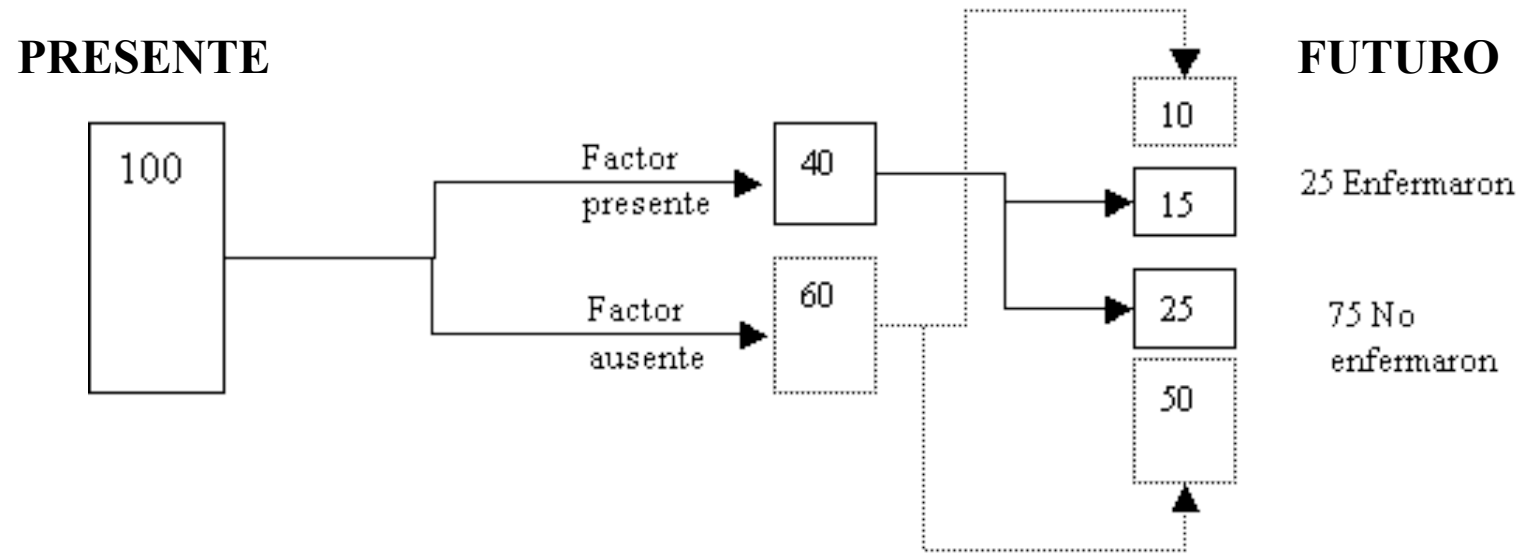 PRESENTE
FUTURO
100
Factor
presente
40
Factor
ausente
60
10
15
25 Enfermaron
25
50
75 No
enfermaron